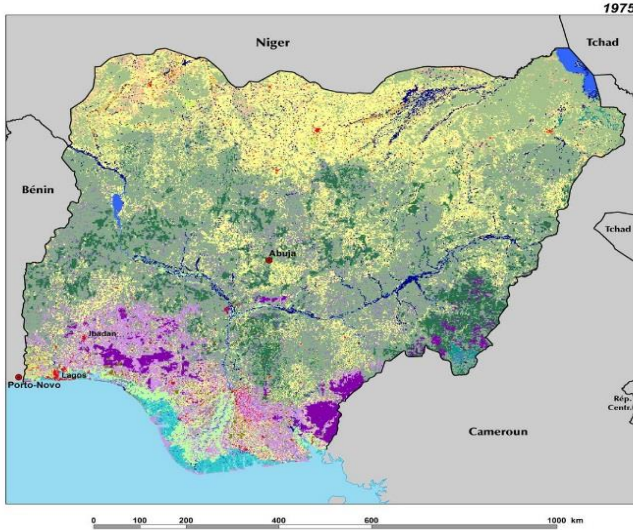 1975
Niger
Tchad
Bénin
Tchad
Abuja
Ibadan
Lagos
Porto-Novo
Rép.
Centr.
Cameroun
0 100 200 400 600 1000 km